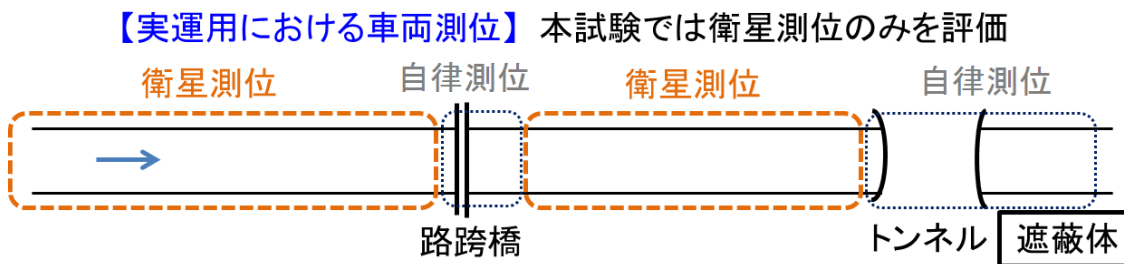 【実運用における車両測位】 本試験では衛星測位のみを評価
衛星測位 自律測位 衛星測位 自律測位
路跨橋 トンネル 遮蔽体